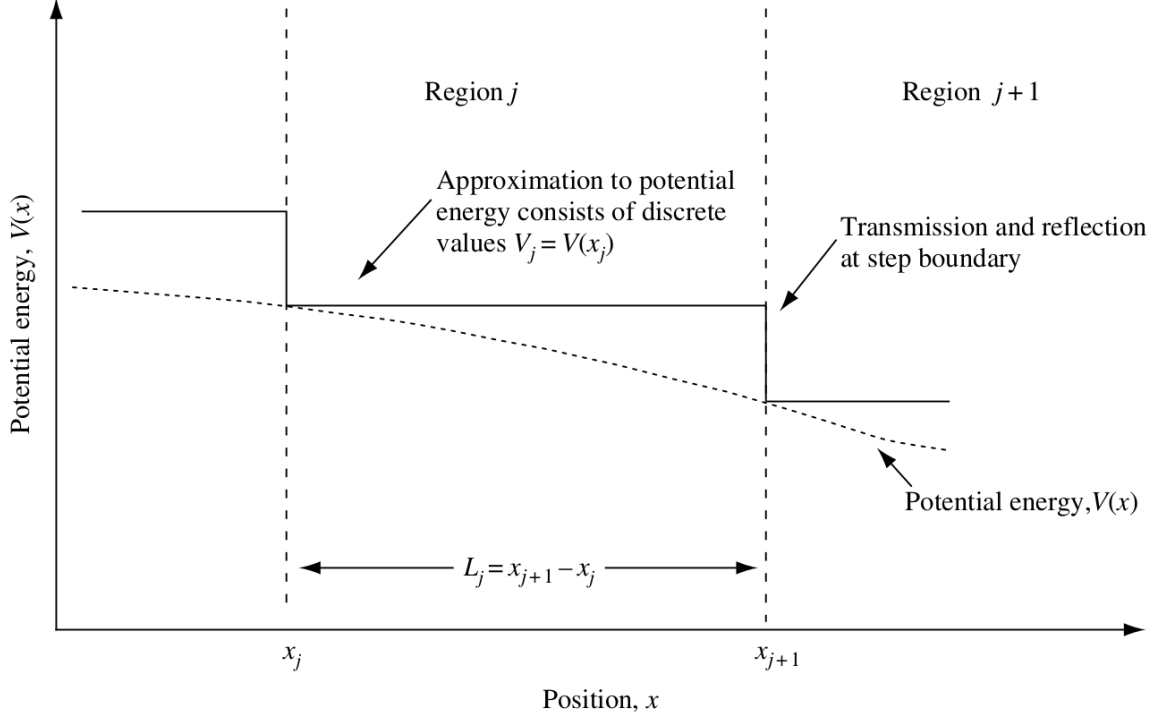 Region j
Region j + 1
Approximation to potential
energy consists of discrete
values V_j = V(x_j)
Transmission and reflection
at step boundary
Potential energy, V(x)
Potential energy,V(x)
L_j = x_{j+1} − x_j
x_j
x_{j+1}
Position, x